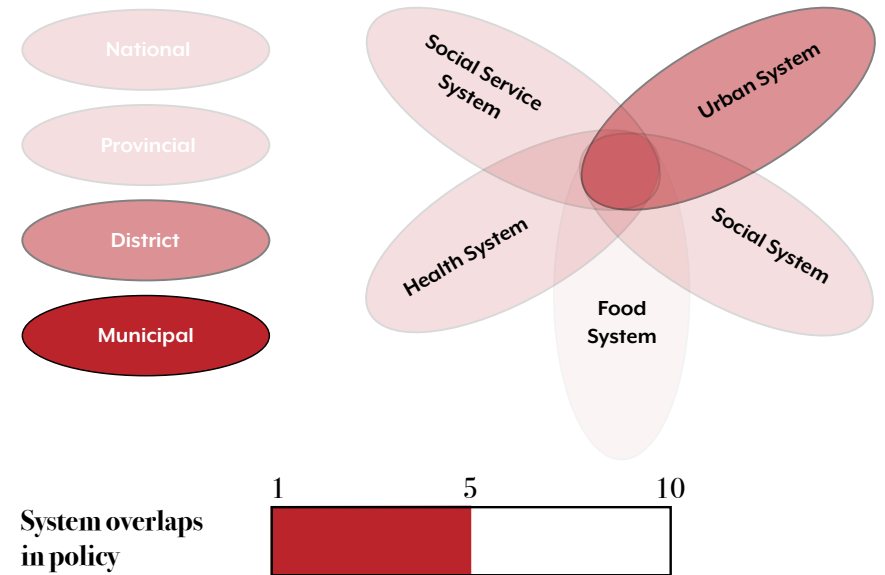 National
Provincial
District
Municipal
Social Service
System
Urban System
Health System
Social System
Food
System
1 5 10
System overlaps
in policy